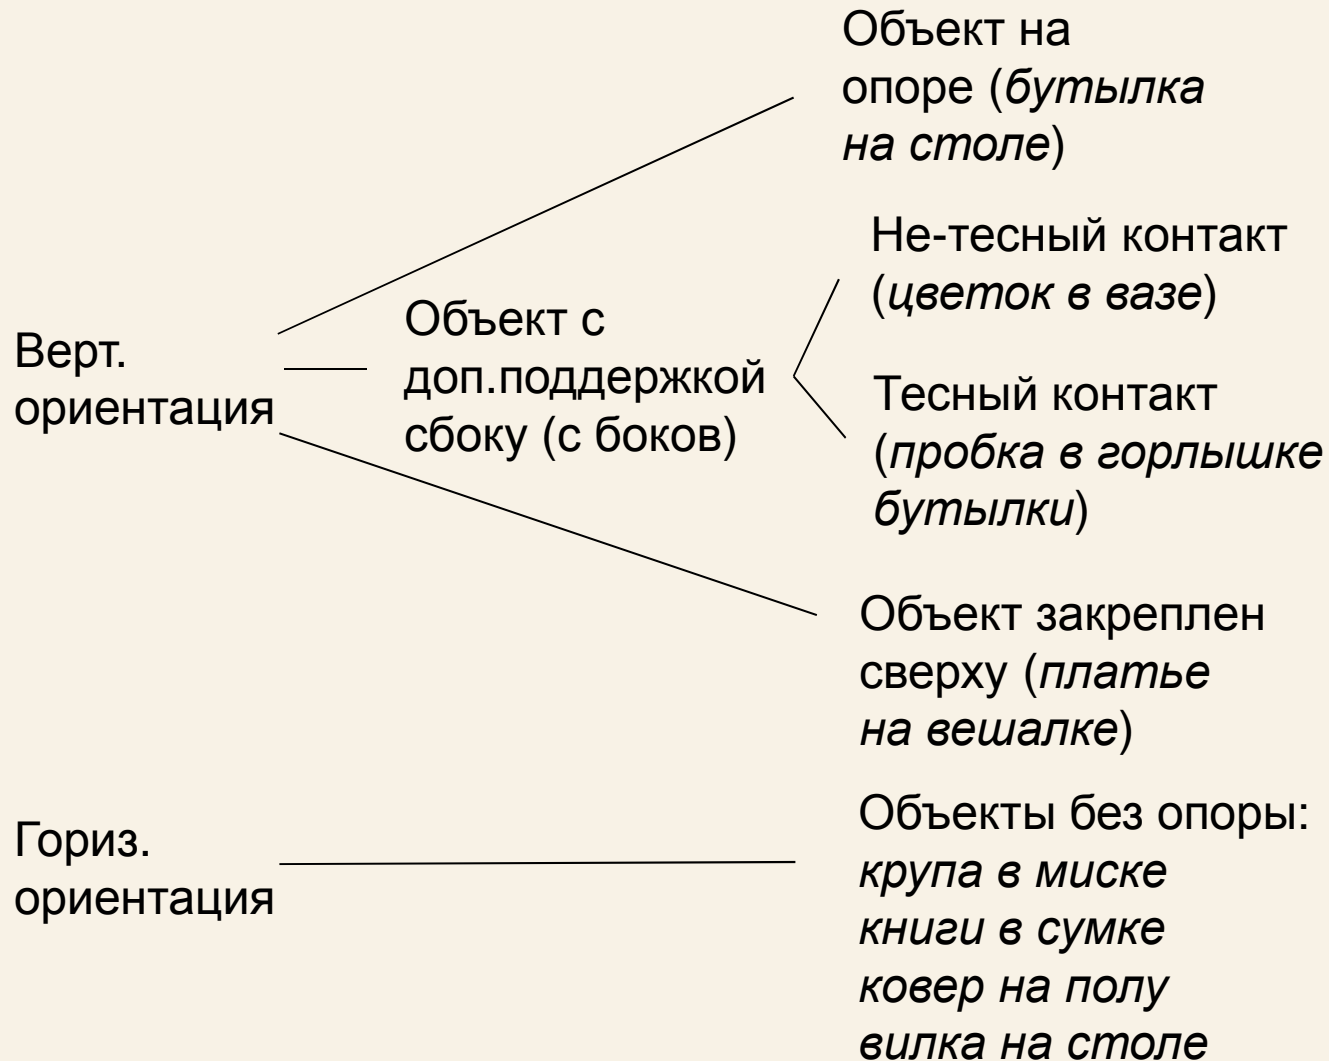 Объект на
опоре (бутылка
на столе)
Не-тесный контакт
(цветок в вазе)
Верт.
ориентация
Объект с
доп.поддержкой
сбоку (с боков)
Тесный контакт
(пробка в горлышке
бутылки)
Объект закреплен
сверху (платье
на вешалке)
Гориз.
ориентация
Объекты без опоры:
крупа в миске
книги в сумке
ковер на полу
вилка на столе